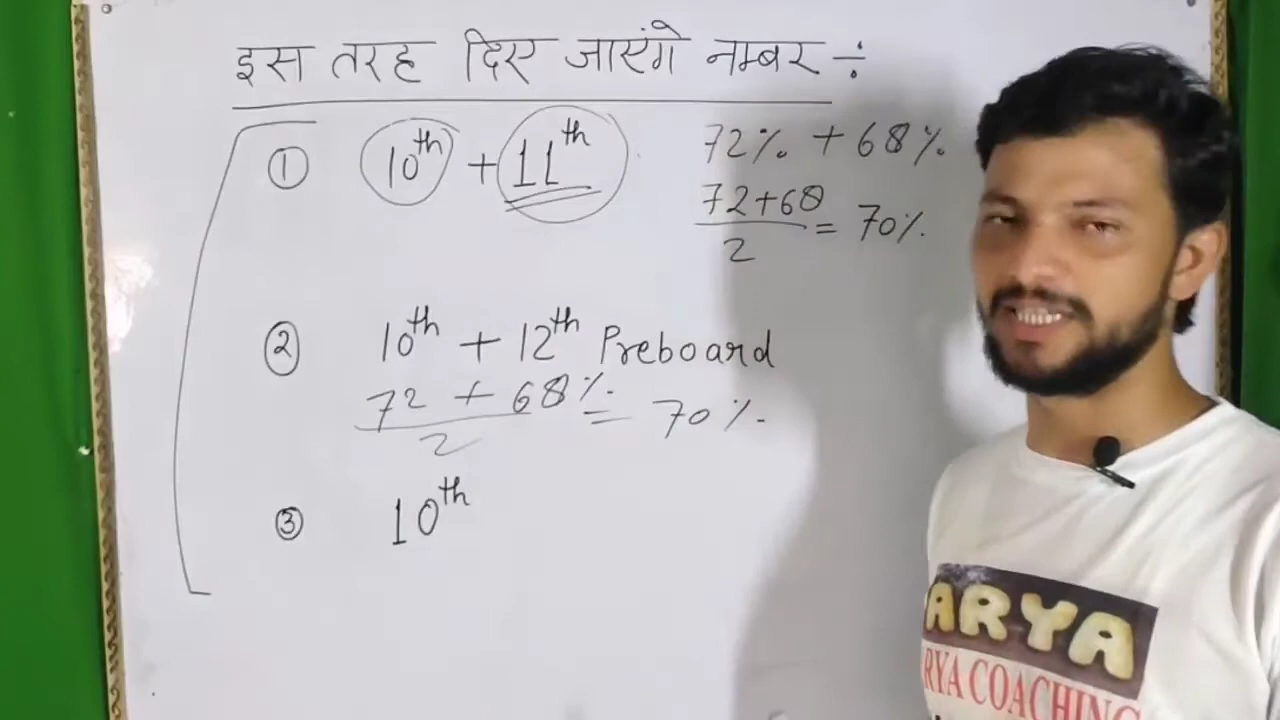 इस तरह दिए जाएंगे नम्बर ÷
① 10th + 11th
72% + 68%
72+68
2
= 70%
② 10th + 12th Preboard
72 + 68%
2
= 70%
③ 10th
ARYA
RYA COACHING